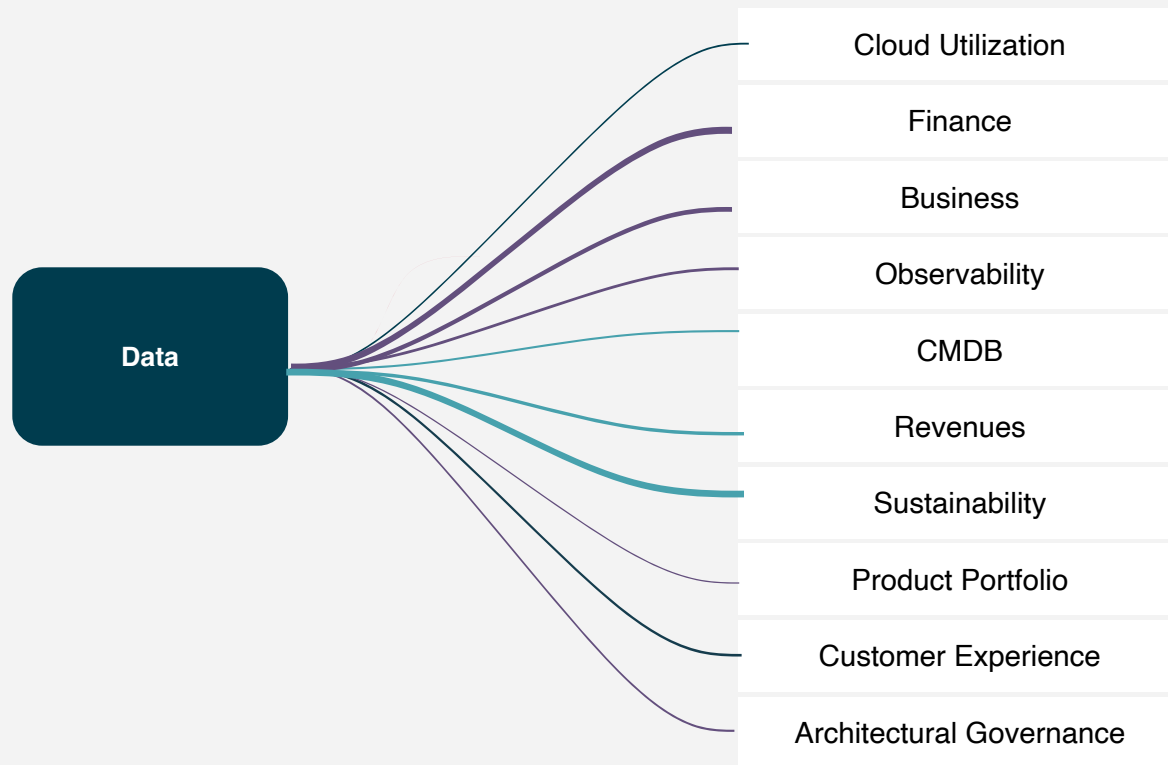 Cloud Utilization
Finance
Business
Observability
Data
CMDB
Revenues
Sustainability
Product Portfolio
Customer Experience
Architectural Governance